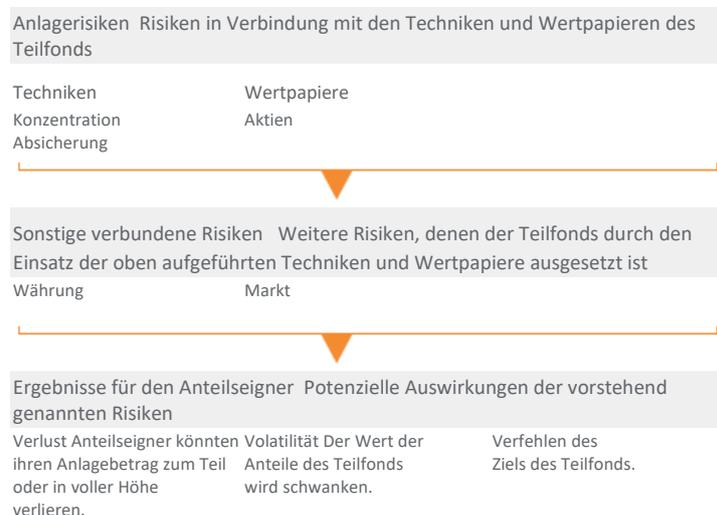 Anlagerisiken Risiken in Verbindung mit den Techniken und Wertpapieren des
Teilfonds
Techniken Wertpapiere
Konzentration Aktien
Absicherung
Sonstige verbundene Risiken Weitere Risiken, denen der Teilfonds durch den
Einsatz der oben aufgeführten Techniken und Wertpapiere ausgesetzt ist
Währung Markt
Ergebnisse für den Anteilseigner Potenzielle Auswirkungen der vorstehend
genannten Risiken
Verlust Anteilseigner könnten
ihren Anlagebetrag zum Teil
oder in voller Höhe
verlieren.
Volatilität Der Wert der
Anteile des Teilfonds
wird schwanken.
Verfehlen des
Ziels des Teilfonds.